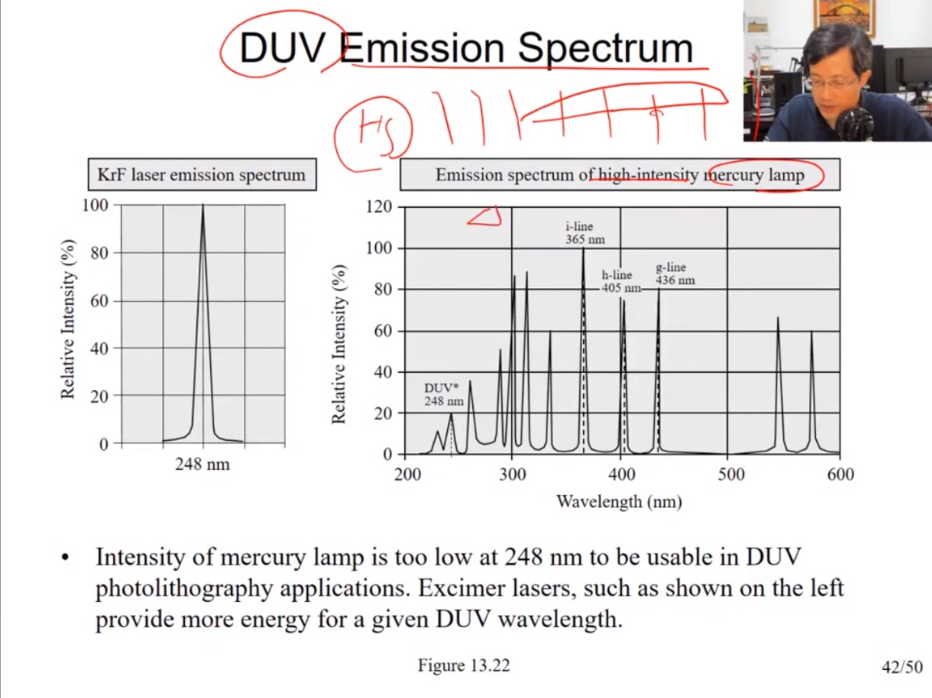 DUV Emission Spectrum
Hg
KrF laser emission spectrum
Emission spectrum of high-intensity mercury lamp
Relative Intensity (%)
100
80
60
40
20
0
248 nm
Relative Intensity (%)
120
100
80
60
40
20
0
i-line
365 nm
h-line
405 nm
g-line
436 nm
DUV*
248 nm
200 300 400 500 600
Wavelength (nm)
• Intensity of mercury lamp is too low at 248 nm to be usable in DUV
photolithography applications. Excimer lasers, such as shown on the left
provide more energy for a given DUV wavelength.
Figure 13.22
42/50